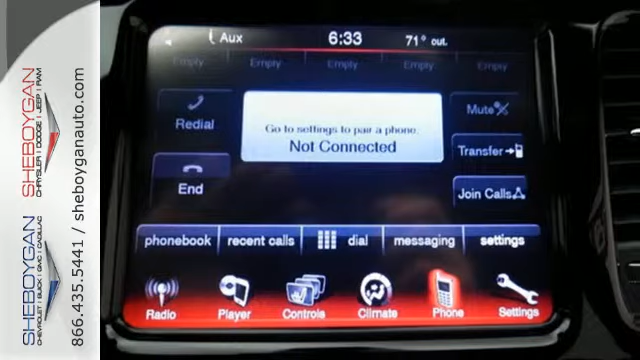 Aux 6:33 71° out.
Empty Empty Empty Empty Empty
Redial
Go to settings to pair a phone.
Not Connected
Mute
Transfer
End
Join Calls
phonebook recent calls dial messaging settings
Radio Player Controls Climate Phone Settings
SHEBOYGAN
CHRYSLER | DODGE | JEEP | RAM
SHEBOYGAN
CHEVROLET | BUICK | GMC | CADILLAC
866.435.5441 / sheboyganauto.com